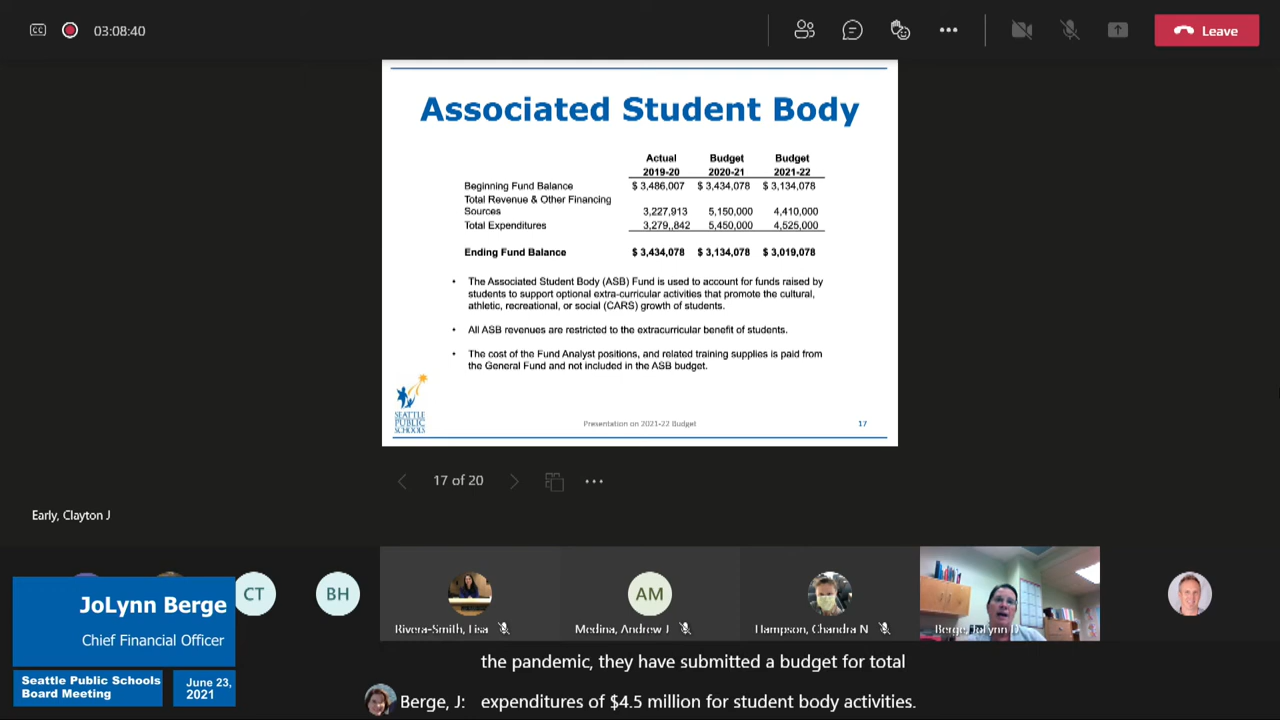 CC 03:08:40 Leave
Associated Student Body
Actual Budget Budget
2019-20 2020-21 2021-22
Beginning Fund Balance $ 3,486,007 $ 3,434,078 $ 3,134,078
Total Revenue & Other Financing
Sources 3,227,913 5,150,000 4,410,000
Total Expenditures 3,279,,842 5,450,000 4,525,000
Ending Fund Balance $ 3,434,078 $ 3,134,078 $ 3,019,078
• The Associated Student Body (ASB) Fund is used to account for funds raised by
students to support optional extra-curricular activities that promote the cultural,
athletic, recreational, or social (CARS) growth of students.
• All ASB revenues are restricted to the extracurricular benefit of students.
• The cost of the Fund Analyst positions, and related training supplies is paid from
the General Fund and not included in the ASB budget.
SEATTLE
PUBLIC
SCHOOLS
Presentation on 2021-22 Budget 17
17 of 20
Early, Clayton J
CT BH AM
Rivera-Smith, Lisa Medina, Andrew J Hampson, Chandra N Berge, JoLynn D
JoLynn Berge
Chief Financial Officer
Seattle Public Schools
Board Meeting
June 23,
2021
the pandemic, they have submitted a budget for total
Berge, J: expenditures of $4.5 million for student body activities.